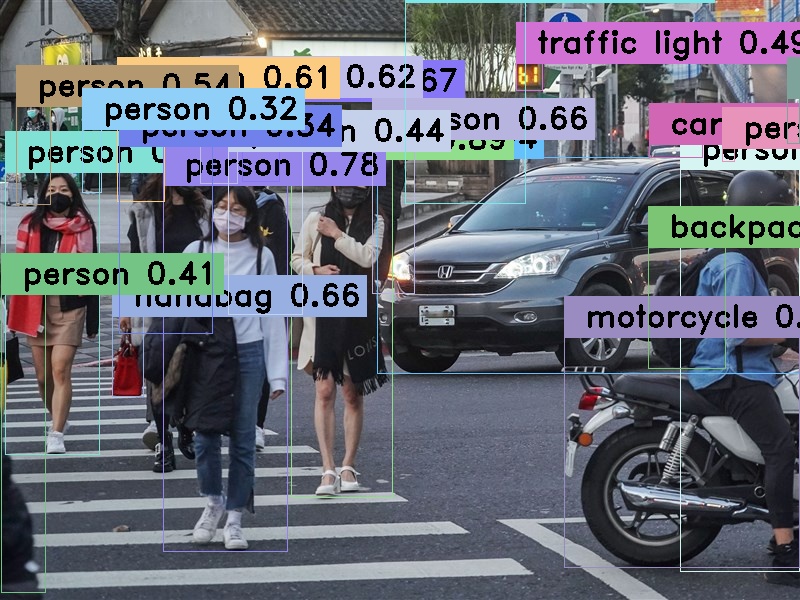 traffic light 0.49
person 0.54
0.61
0.62
67
person 0.32
person
0.34
n 0.44
son 0.66
0.89
car
pers
person
person 0.78
person
backpac
person 0.41
handbag 0.66
motorcycle 0.